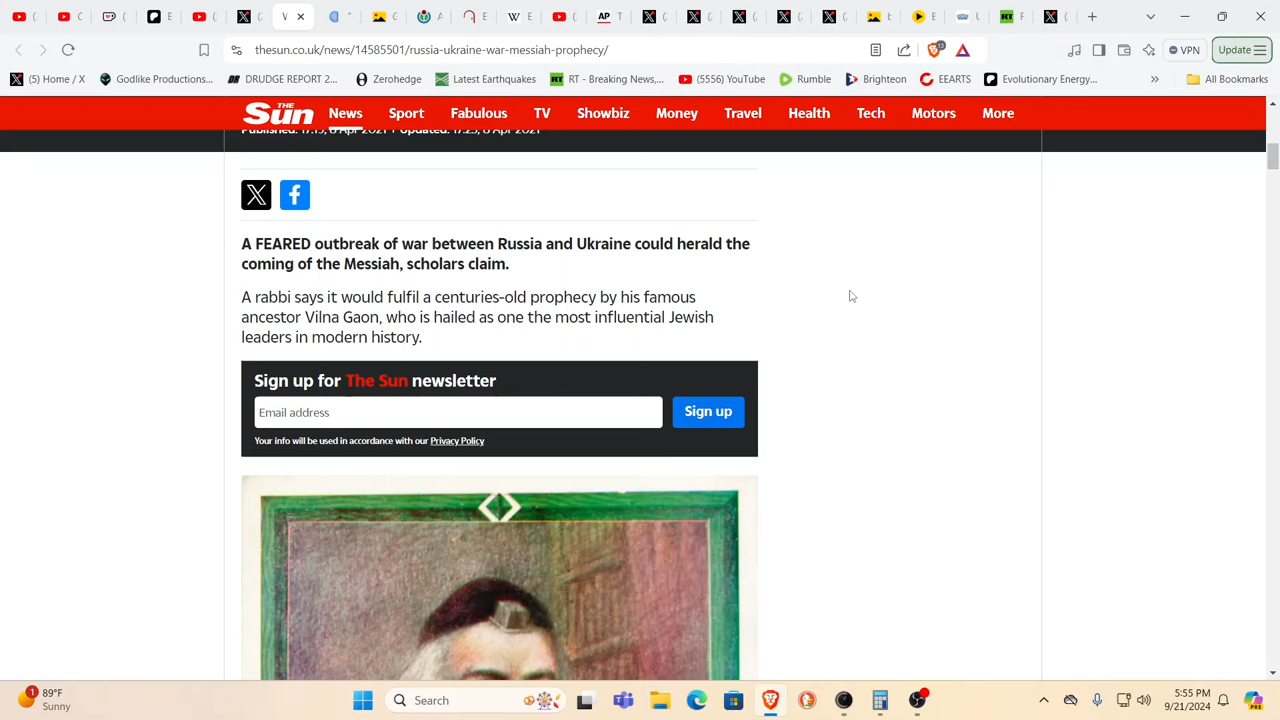 V
G
E
W
AP
T
RT
thesun.co.uk/news/14585501/russia-ukraine-war-messiah-prophecy/
13
VPN
Update
(5) Home / X
Godlike Productions...
DRUDGE REPORT 2...
Zerohedge
Latest Earthquakes
RT - Breaking News,...
(555) YouTube
Rumble
Brighteon
EEARTS
Evolutionary Energy...
All Bookmarks
THE Sun
News
Sport
Fabulous
TV
Showbiz
Money
Travel
Health
Tech
Motors
More
A FEARED outbreak of war between Russia and Ukraine could herald the
coming of the Messiah, scholars claim.
A rabbi says it would fulfil a centuries-old prophecy by his famous
ancestor Vilna Gaon, who is hailed as one the most influential Jewish
leaders in modern history.
Sign up for The Sun newsletter
Email address
Sign up
Your info will be used in accordance with our Privacy Policy
1
89°F
Sunny
Search
5:55 PM
9/21/2024
PRE